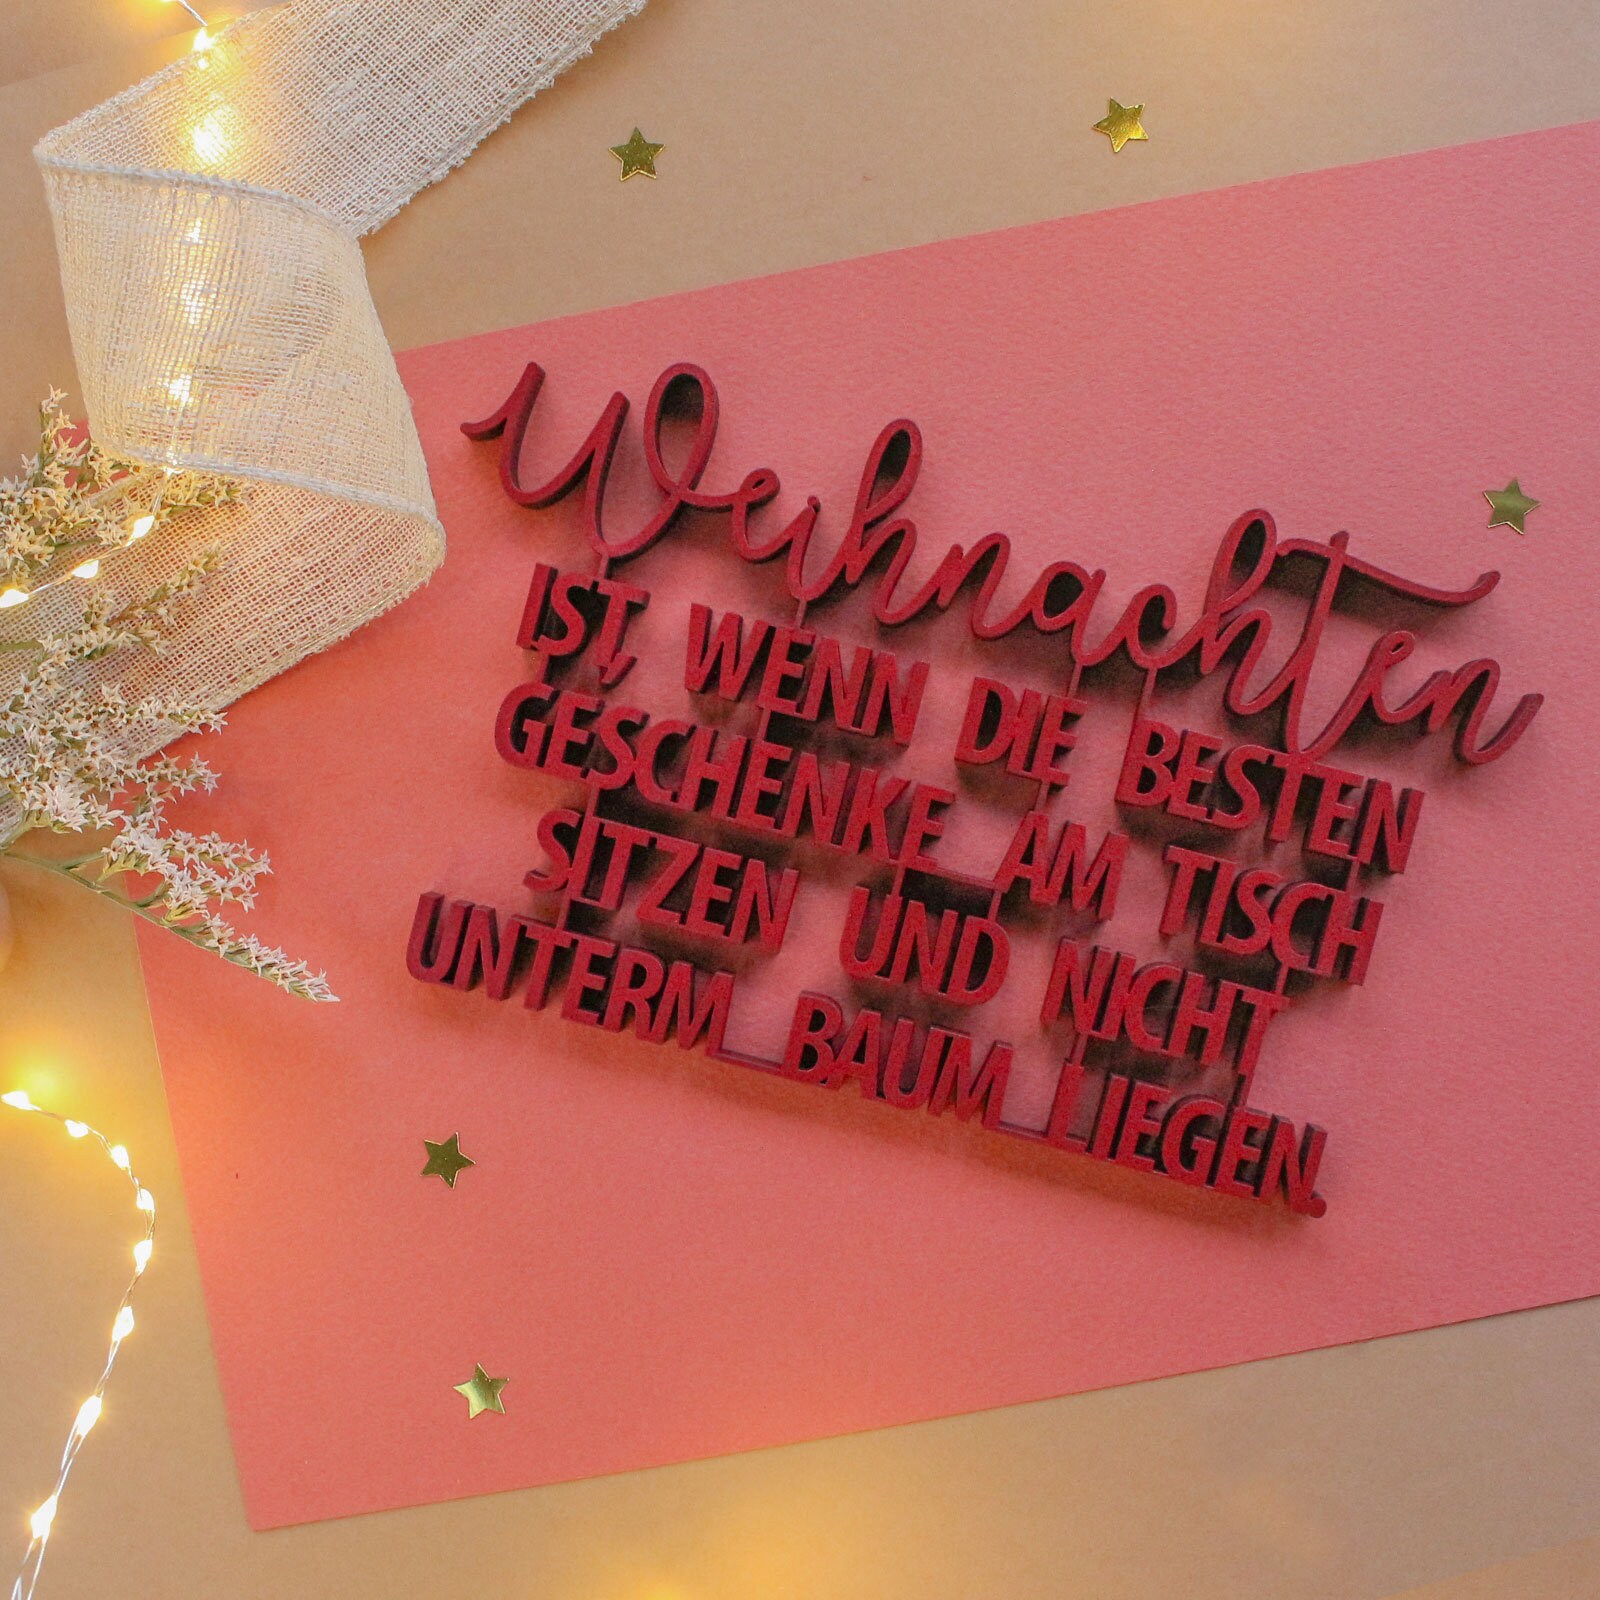 Weihnachten
IST, WENN DIE BESTEN
GESCHENKE AM TISCH
SITZEN UND NICHT
UNTERM BAUM LIEGEN.